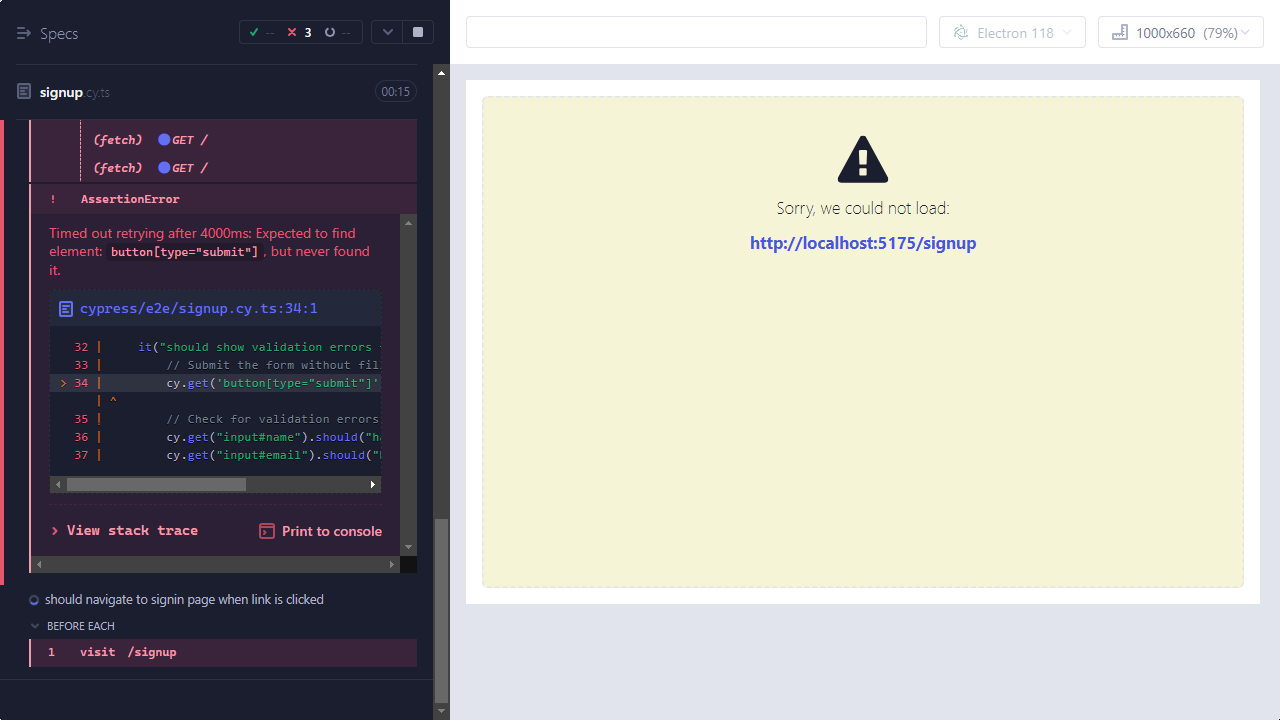 Specs
-- 3 --
signup.cy.ts 00:15
(fetch) GET /
(fetch) GET /
! AssertionError
Timed out retrying after 4000ms: Expected to find
element: button[type="submit"], but never found
it.
cypress/e2e/signup.cy.ts:34:1
32 | it("should show validation errors
33 | // Submit the form without fil
> 34 | cy.get('button[type="submit"]'
| ^
35 | // Check for validation errors
36 | cy.get("input#name").should("ha
37 | cy.get("input#email").should("
> View stack trace Print to console
should navigate to signin page when link is clicked
BEFORE EACH
1 visit /signup
Electron 118
1000x660 (79%)
Sorry, we could not load:
http://localhost:5175/signup